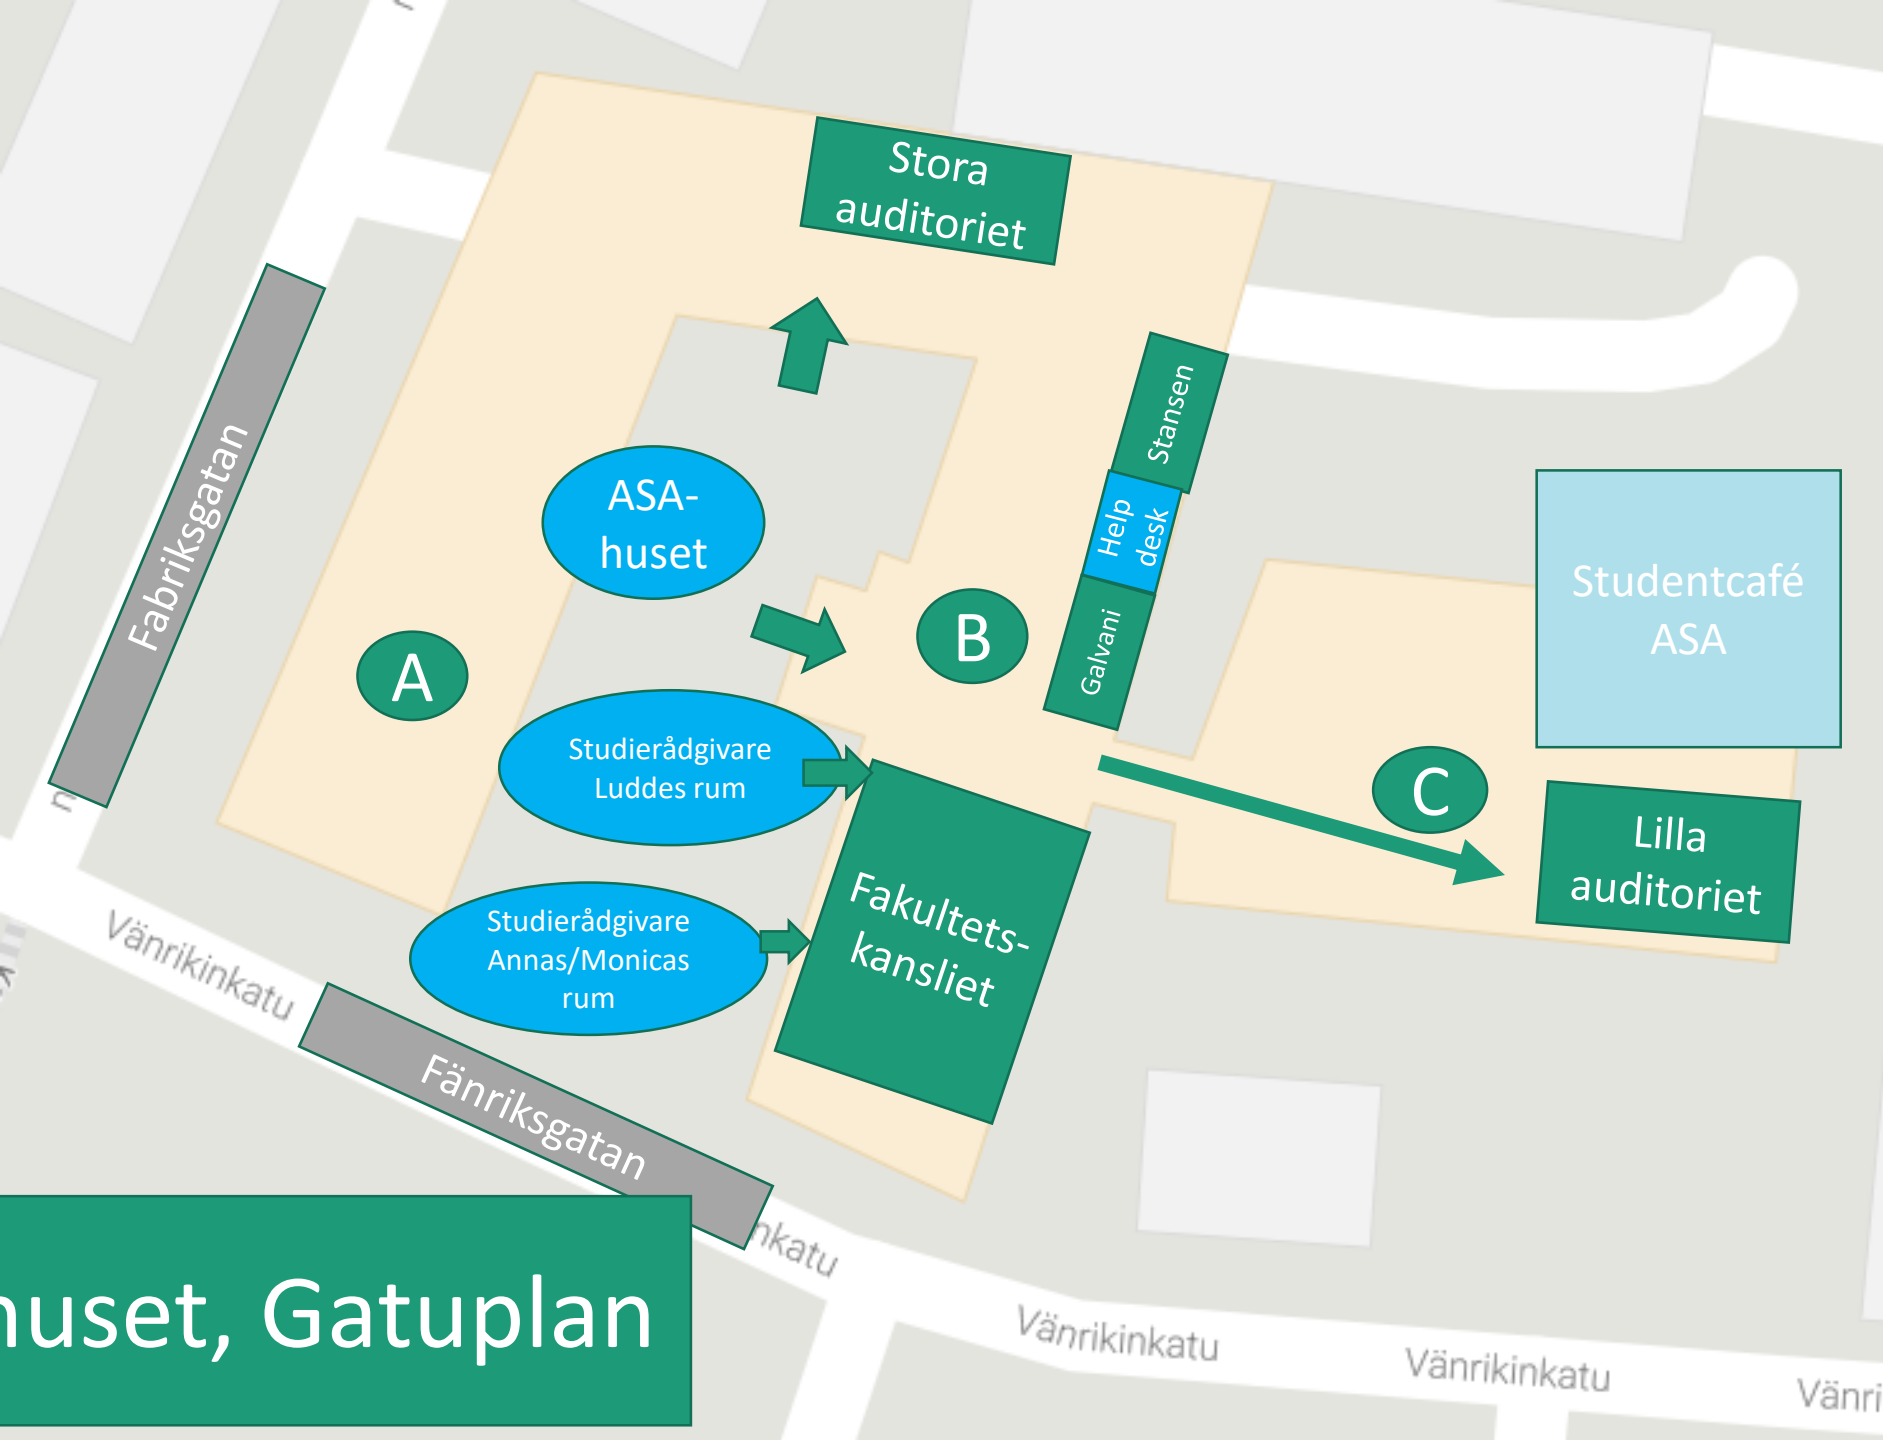 Stora
auditoriet
Stansen
Help
desk
Galvani
Fabriksgatan
ASA-
huset
Studentcafé
ASA
A
B
C
Studierådgivare
Luddes rum
Lilla
auditoriet
Fakultets-
kansliet
Studierådgivare
Annas/Monicas
rum
Vänrikinkatu
Fänriksgatan
nkatu
huset, Gatuplan
Vänrikinkatu
Vänrikinkatu
Vänri